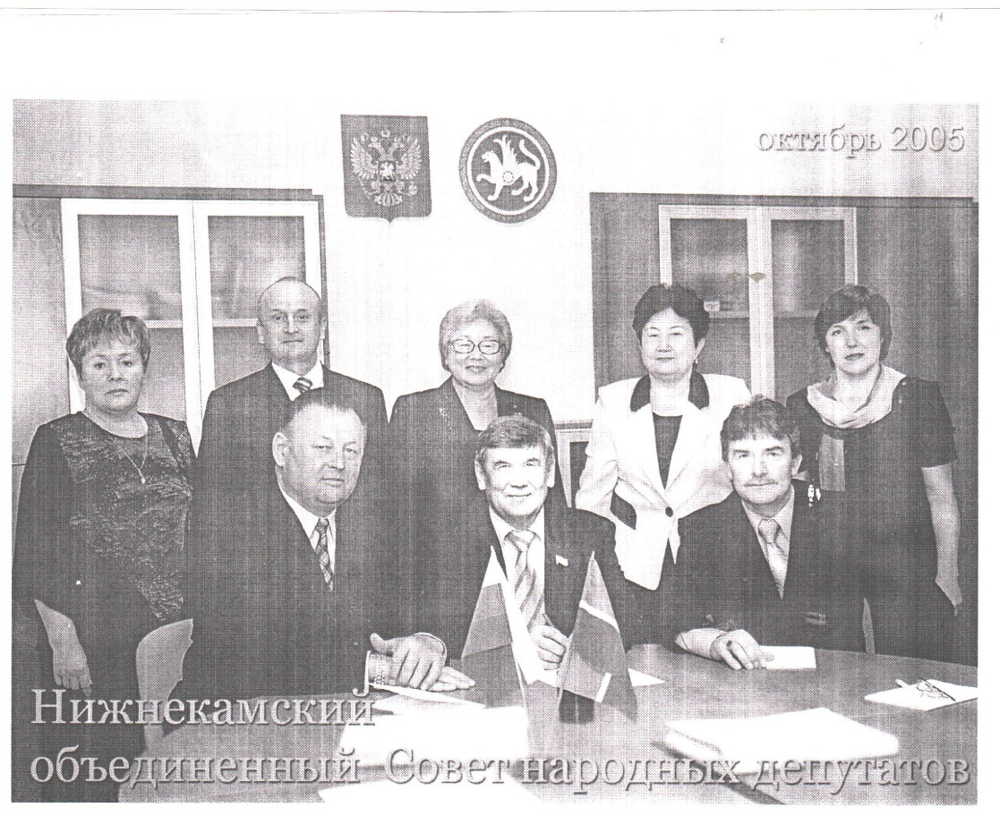 октябрь 2005
Нижнекамский
объединенный Совет народных депутатов